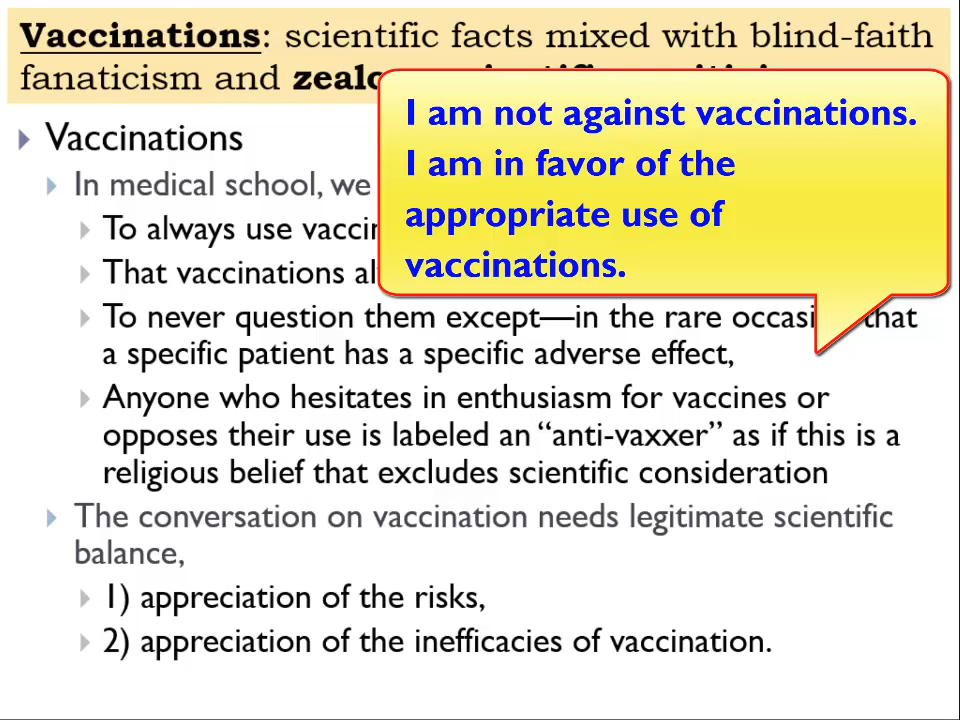 Vaccinations: scientific facts mixed with blind-faith
fanaticism and
I am not against vaccinations.
I am in favor of the
appropriate use of
vaccinations.
Vaccinations
In medical school, we
To always use
That vaccinations
To never question them except—in the rare that
a specific patient has a specific adverse effect,
Anyone who hesitates in enthusiasm for vaccines or
opposes their use is labeled an “anti-vaxxer” as if this is a
religious belief that excludes scientific consideration
The conversation on vaccination needs legitimate scientific
balance,
1) appreciation of the risks,
2) appreciation of the inefficacies of vaccination.